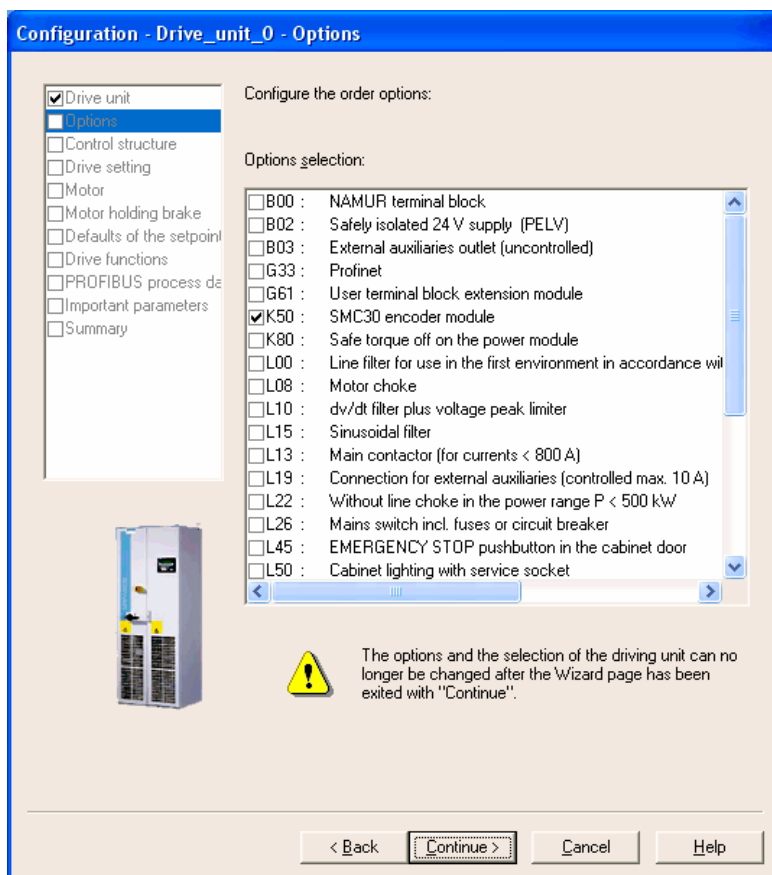 Configuration - Drive_unit_0 - Options
Drive unit
Options
Control structure
Drive setting
Motor
Motor holding brake
Defaults of the setpoint
Drive functions
PROFIBUS process da
Important parameters
Summary
Configure the order options:
Options selection:
B00 : NAMUR terminal block
B02 : Safely isolated 24 V supply (PELV)
B03 : External auxiliaries outlet (uncontrolled)
G33 : Profinet
G61 : User terminal block extension module
K50 : SMC30 encoder module
K80 : Safe torque off on the power module
L00 : Line filter for use in the first environment in accordance wit
L08 : Motor choke
L10 : dv/dt filter plus voltage peak limiter
L15 : Sinusoidal filter
L13 : Main contactor (for currents < 800 A)
L19 : Connection for external auxiliaries (controlled max. 10 A)
L22 : Without line choke in the power range P < 500 kW
L26 : Mains switch incl. fuses or circuit breaker
L45 : EMERGENCY STOP pushbutton in the cabinet door
L50 : Cabinet lighting with service socket
The options and the selection of the driving unit can no
longer be changed after the Wizard page has been
exited with "Continue".
< Back Continue > Cancel Help